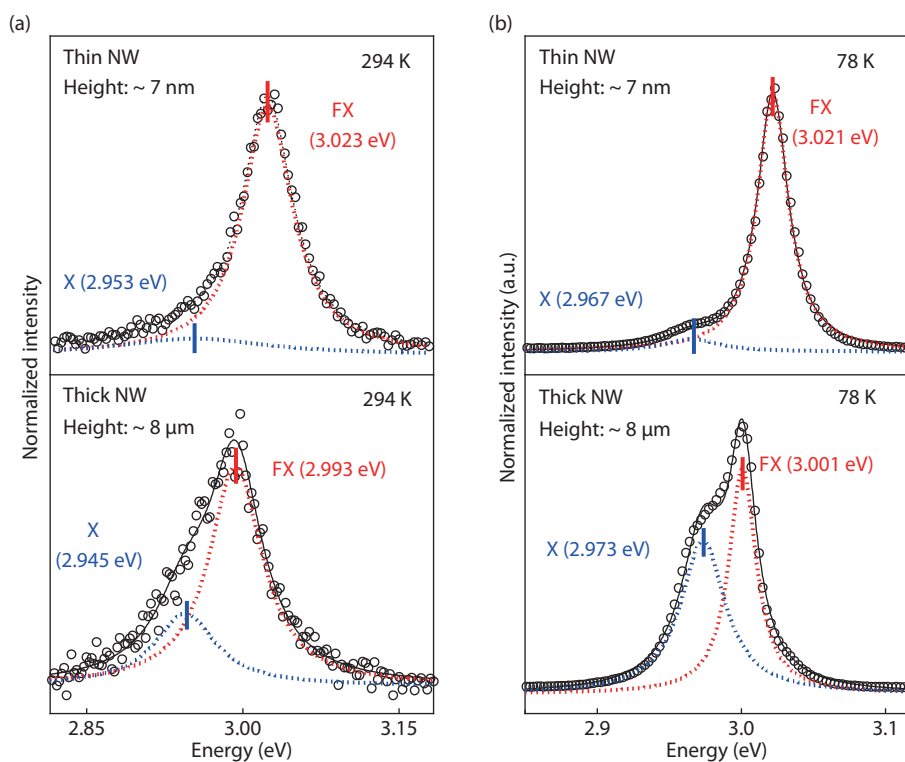 (a)
Thin NW
294 K
Height: ~ 7 nm
FX
(3.023 eV)
X (2.953 eV)
Thick NW
294 K
Height: ~ 8 μm
FX (2.993 eV)
X
(2.945 eV)
Normalized intensity
2.85
3.00
3.15
Energy (eV)
(b)
Thin NW
78 K
Height: ~ 7 nm
FX
(3.021 eV)
X (2.967 eV)
Thick NW
78 K
Height: ~ 8 μm
FX (3.001 eV)
X (2.973 eV)
Normalized intensity (a.u.)
2.9
3.0
3.1
Energy (eV)